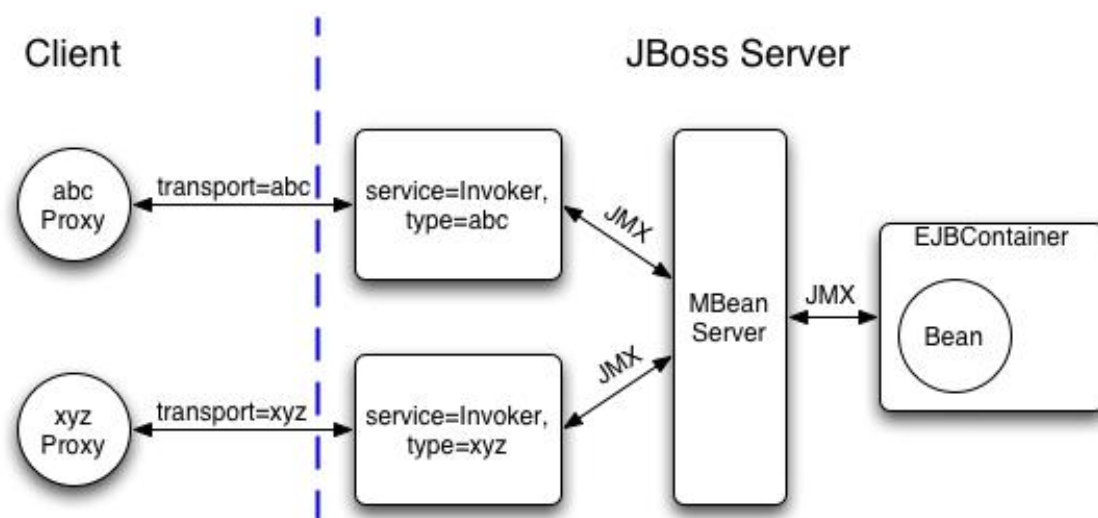 Client
JBoss Server
abc
Proxy
transport=abc
service=Invoker,
type=abc
JMX
MBean
Server
JMX
EJBContainer
Bean
xyz
Proxy
transport=xyz
service=Invoker,
type=xyz
JMX